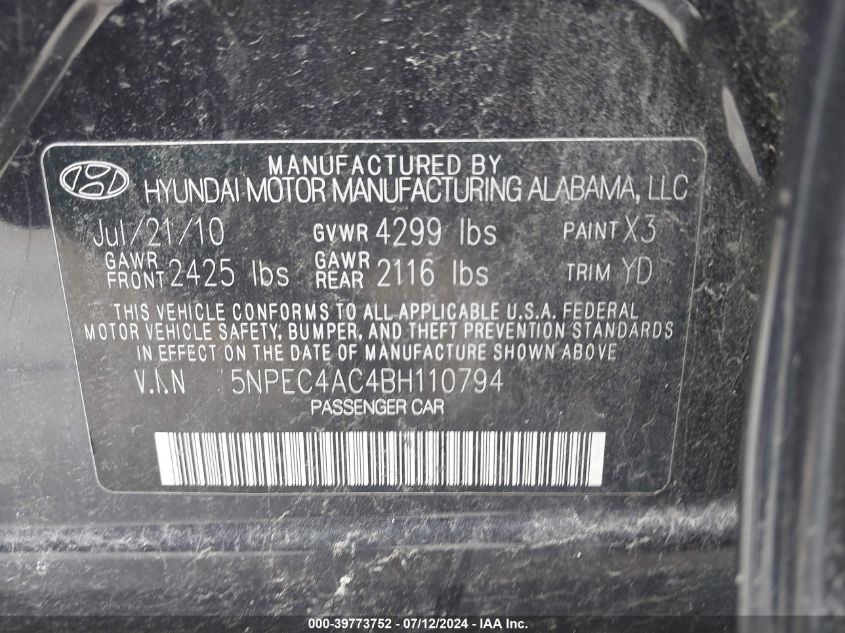 MANUFACTURED BY
HYUNDAI MOTOR MANUFACTURING ALABAMA, LLC
Jul/21/10 GVWR 4299 lbs PAINT X3
GAWR FRONT 2425 lbs GAWR REAR 2116 lbs TRIM YD
THIS VEHICLE CONFORMS TO ALL APPLICABLE U.S.A. FEDERAL
MOTOR VEHICLE SAFETY, BUMPER, AND THEFT PREVENTION STANDARDS
IN EFFECT ON THE DATE OF MANUFACTURE SHOWN ABOVE.
V.I.N 5NPEC4AC4BH110794
PASSENGER CAR
000-39773752 - 07/12/2024 - IAA Inc.